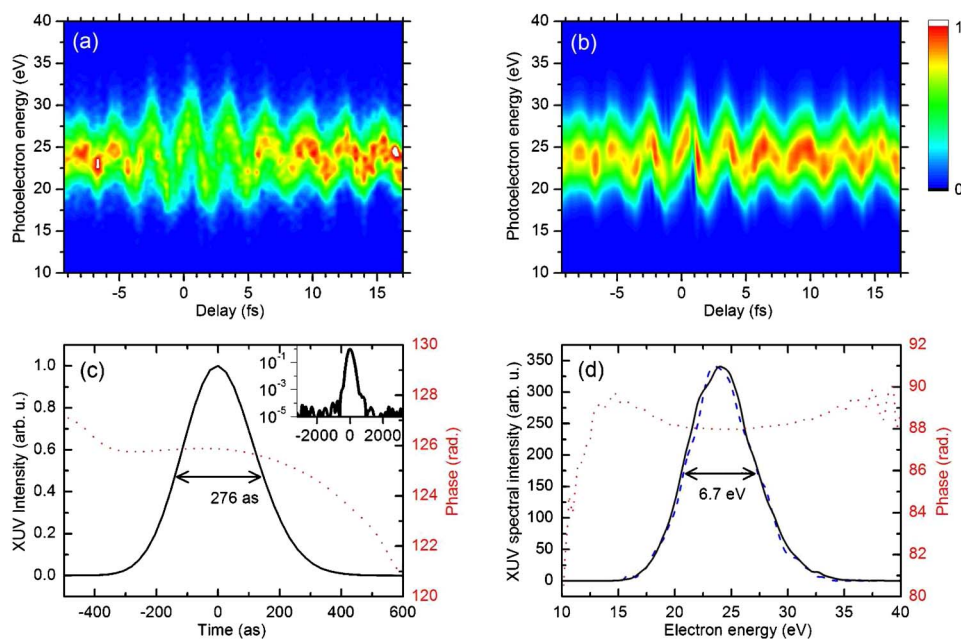 (a)
Photoelectron energy (eV)
40
35
30
25
20
15
10
-5 0 5 10 15
Delay (fs)
(b)
Photoelectron energy (eV)
40
35
30
25
20
15
10
-5 0 5 10 15
Delay (fs)
1
0
(c)
XUV Intensity (arb. u.)
1.0
0.8
0.6
0.4
0.2
0.0
-400 -200 0 200 400 600
Time (as)
276 as
10-1
10-3
10-5
-2000 0 2000
130
129
128
126
125
124
122
121
120
Phase (rad.)
(d)
XUV spectral intensity (arb. u.)
350
300
250
200
150
100
50
0
10 15 20 25 30 35 40
Electron energy (eV)
6.7 eV
92
90
88
86
84
82
80
Phase (rad.)